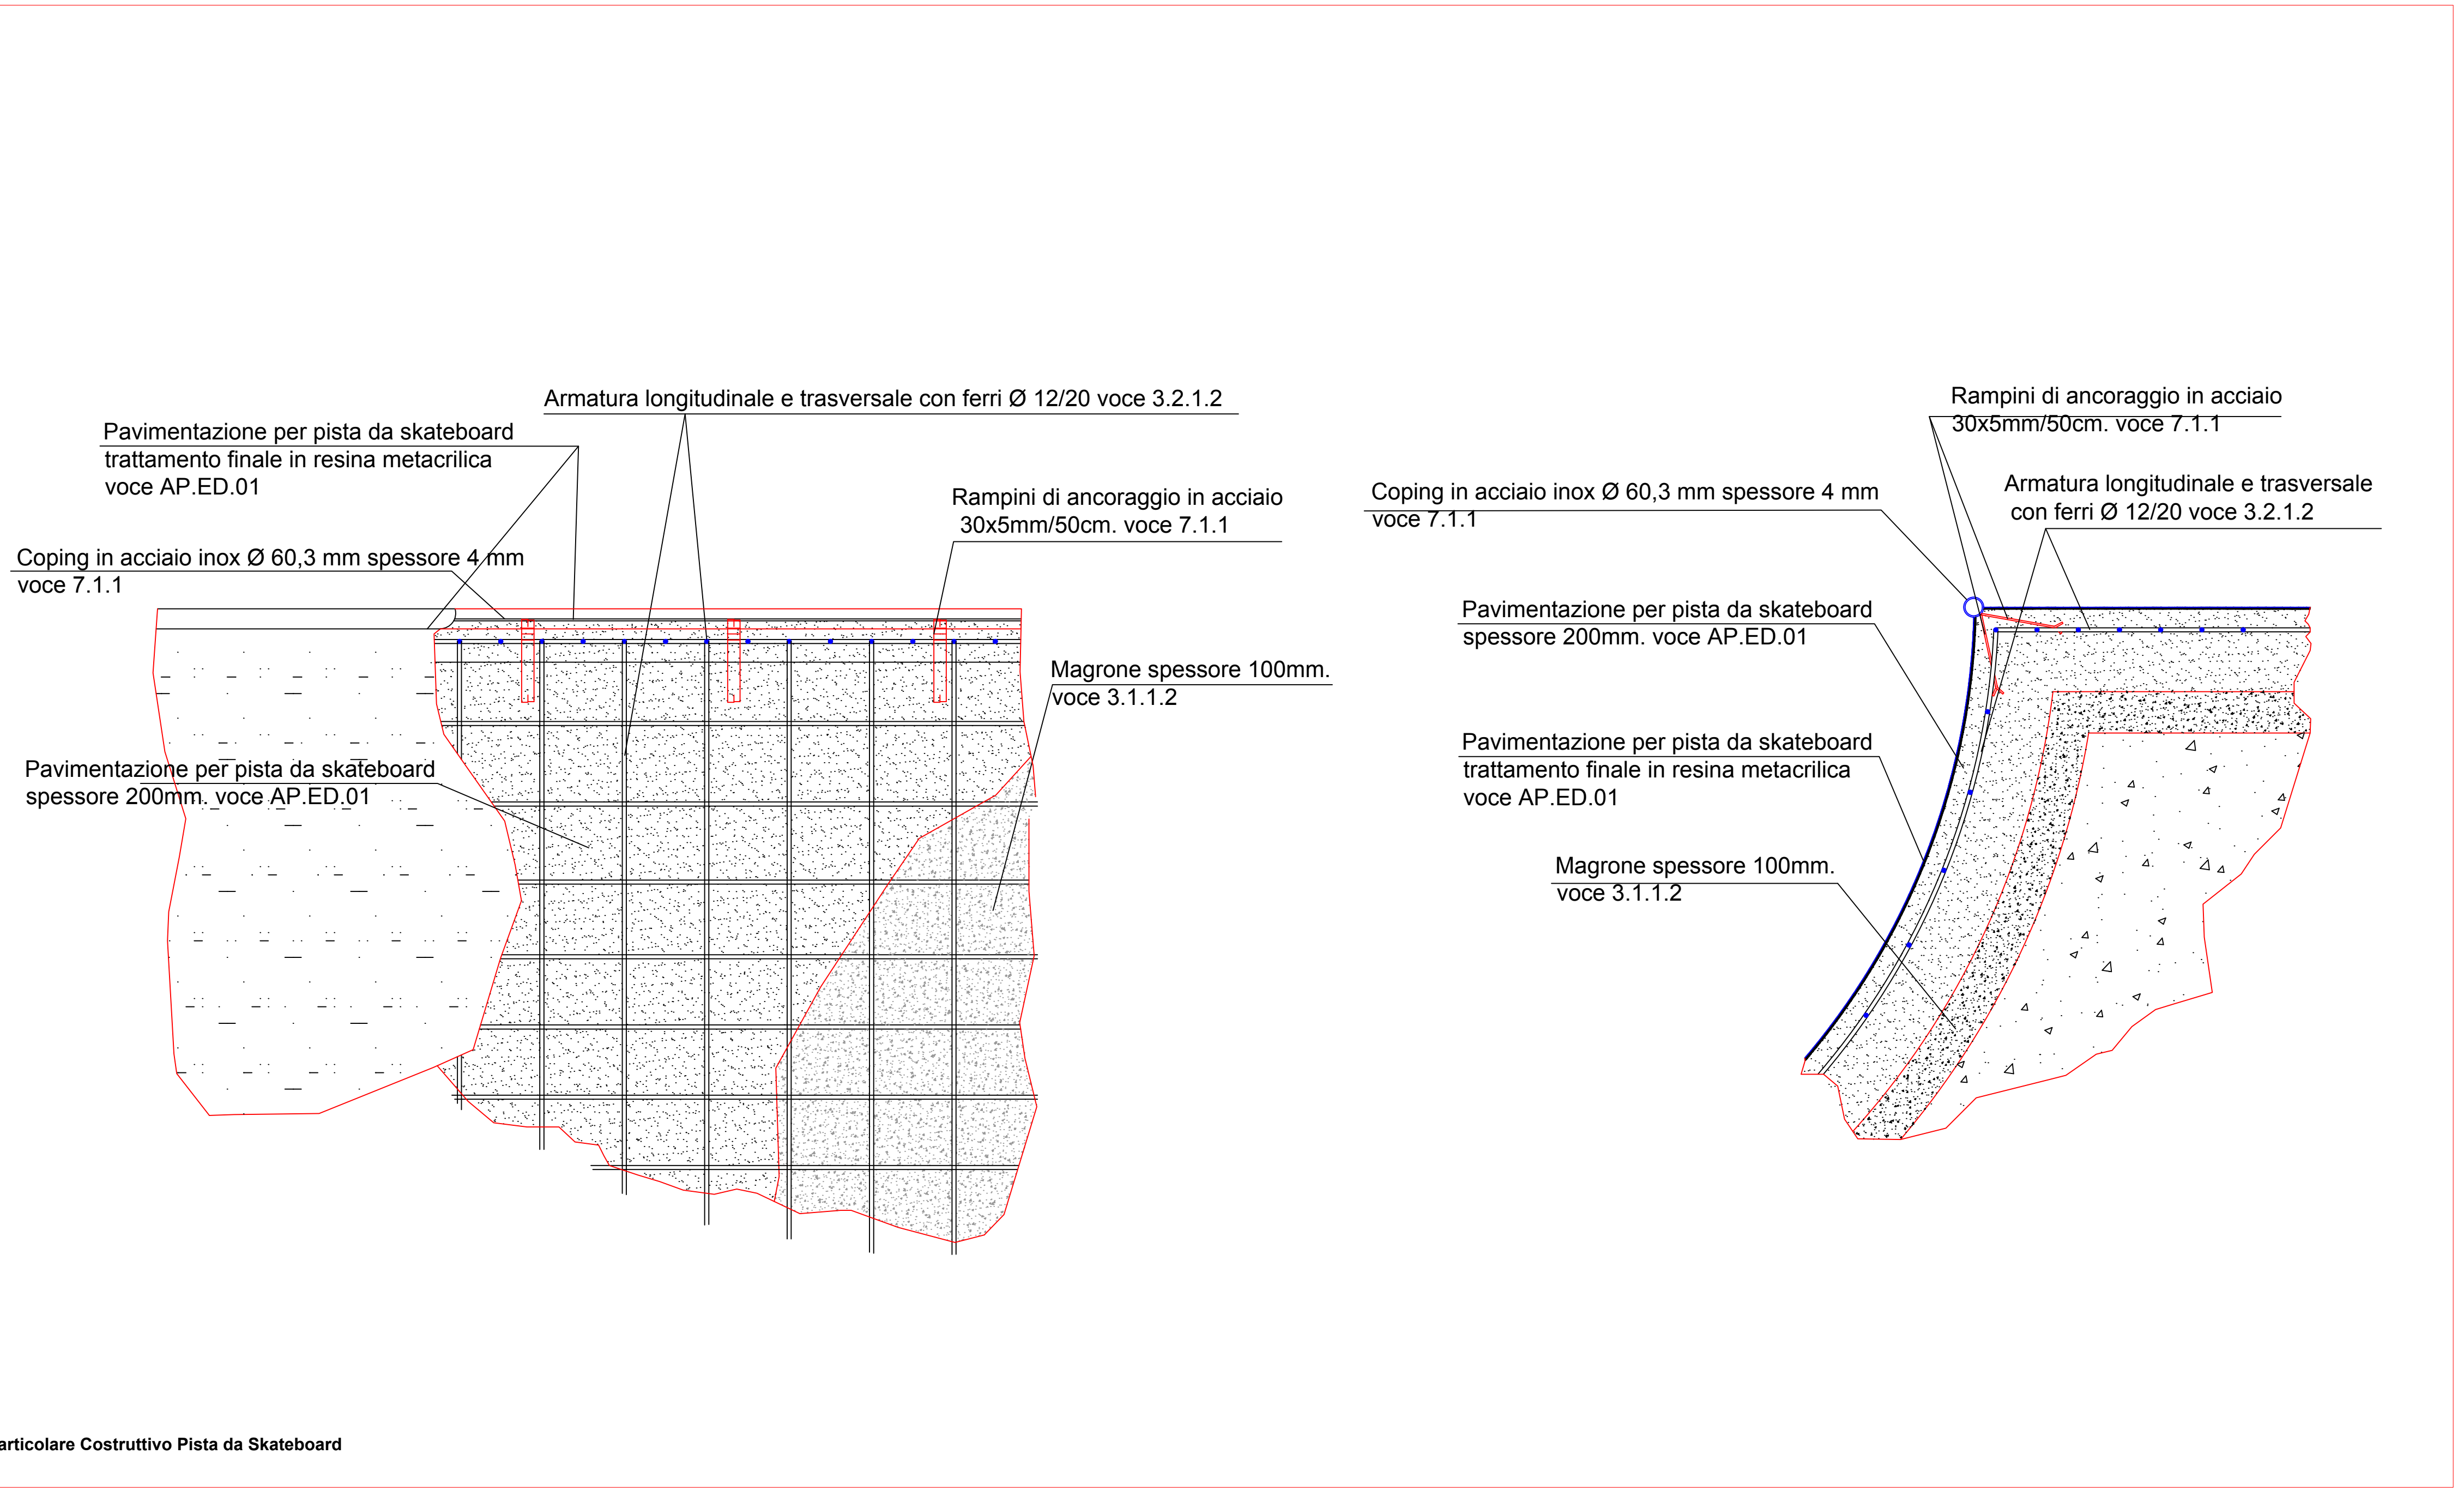 Armatura longitudinale e trasversale con ferri Ø 12/20 voce 3.2.1.2
Pavimentazione per pista da skateboard
trattamento finale in resina metacrilica
voce AP.ED.01
Rampini di ancoraggio in acciaio
30x5mm/50cm. voce 7.1.1
Coping in acciaio inox Ø 60,3 mm spessore 4 mm
voce 7.1.1
Magrone spessore 100mm.
voce 3.1.1.2
Pavimentazione per pista da skateboard
spessore 200mm. voce AP.ED.01
Rampini di ancoraggio in acciaio
30x5mm/50cm. voce 7.1.1
Coping in acciaio inox Ø 60,3 mm spessore 4 mm
voce 7.1.1
Armatura longitudinale e trasversale
con ferri Ø 12/20 voce 3.2.1.2
Pavimentazione per pista da skateboard
spessore 200mm. voce AP.ED.01
Pavimentazione per pista da skateboard
trattamento finale in resina metacrilica
voce AP.ED.01
Magrone spessore 100mm.
voce 3.1.1.2
articolare Costruttivo Pista da Skateboard